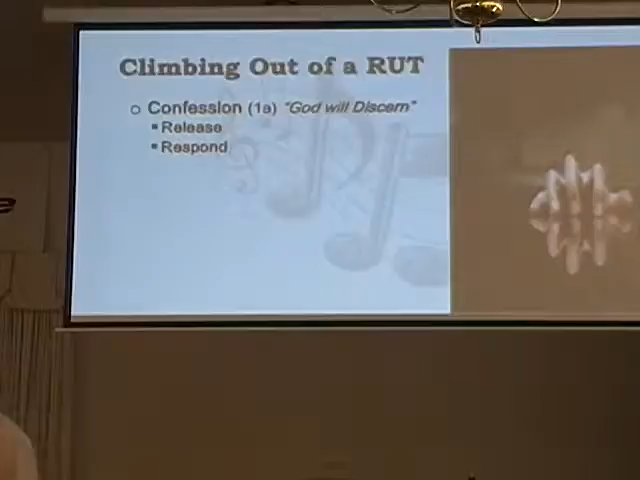 Climbing Out of a RUT
Confession (1a) "God will Discern"
Release
Respond